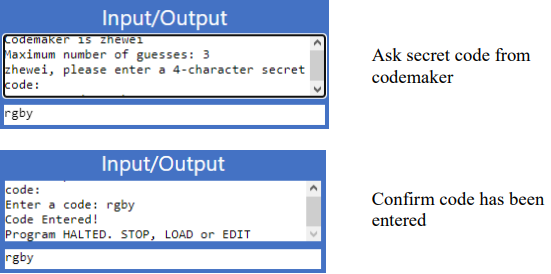 Input/Output
Codemaker is zhewei
Maximum number of guesses: 3
zhewei, please enter a 4-character secret
code:
rgby
Ask secret code from
codemaker
Input/Output
code:
Enter a code: rgby
Code Entered!
Program HALTED. STOP, LOAD or EDIT
rgby
Confirm code has been
entered